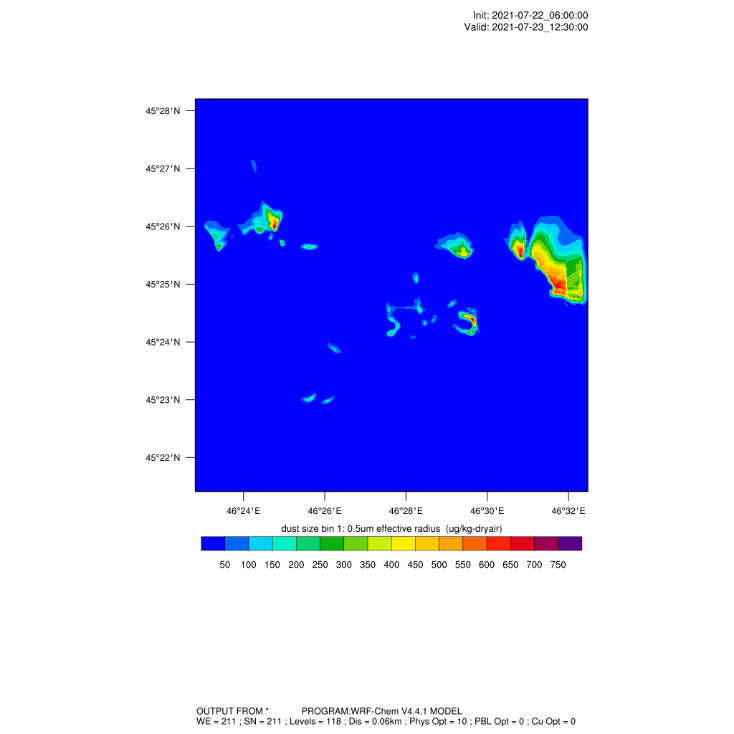 Init: 2021-07-22_06:00:00
Valid: 2021-07-23_12:30:00
45°28'N
45°27'N
45°26'N
45°25'N
45°24'N
45°23'N
45°22'N
46°24'E 46°26'E 46°28'E 46°30'E 46°32'E
dust size bin 1: 0.5um effective radius (ug/kg-dryair)
50 100 150 200 250 300 350 400 450 500 550 600 650 700 750
OUTPUT FROM * PROGRAM:WRF-Chem V4.4.1 MODEL
WE = 211 ; SN = 211 ; Levels = 118 ; Dis = 0.06km ; Phys Opt = 10 ; PBL Opt = 0 ; Cu Opt = 0